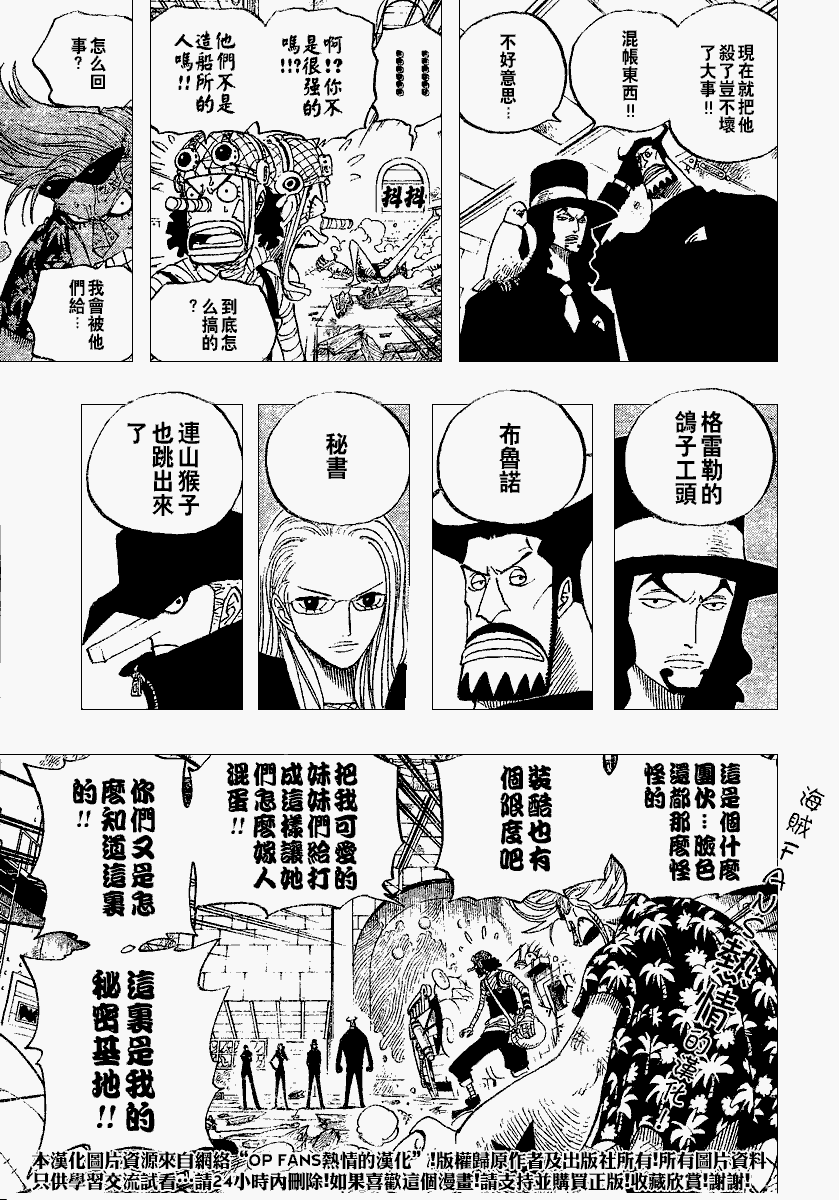 現在就把他
殺了豈不壞
了大事!!
混帳東西!!
不好意思…
啊!?你不
是很强的
嗎!!?
他們不是
造船所的
人嗎!!
抖抖
到底怎
么搞的
?
怎么回
事?
我會被他
們給…
格雷勒的
鴿子工頭
布魯諾
秘書
連山猴子
也跳出來
了
這是個什麼
團伙…臉色
還都那麼怪
怪的
裝酷也有
個限度吧
把我可愛的
妹妹們給打
成這樣讓她
們怎麼嫁人
混蛋!!
你們又是怎
麼知道這裏
的!!
這裏是我的
秘密基地!!
海賊FANS熱情的漢化
本漢化圖片資源來自網絡“OP FANS熱情的漢化”!版權歸原作者及出版社所有!所有圖片資料
只供學習交流試看··請24小時內刪除!如果喜歡這個漫畫!請支持並購買正版!收藏欣賞!謝謝!